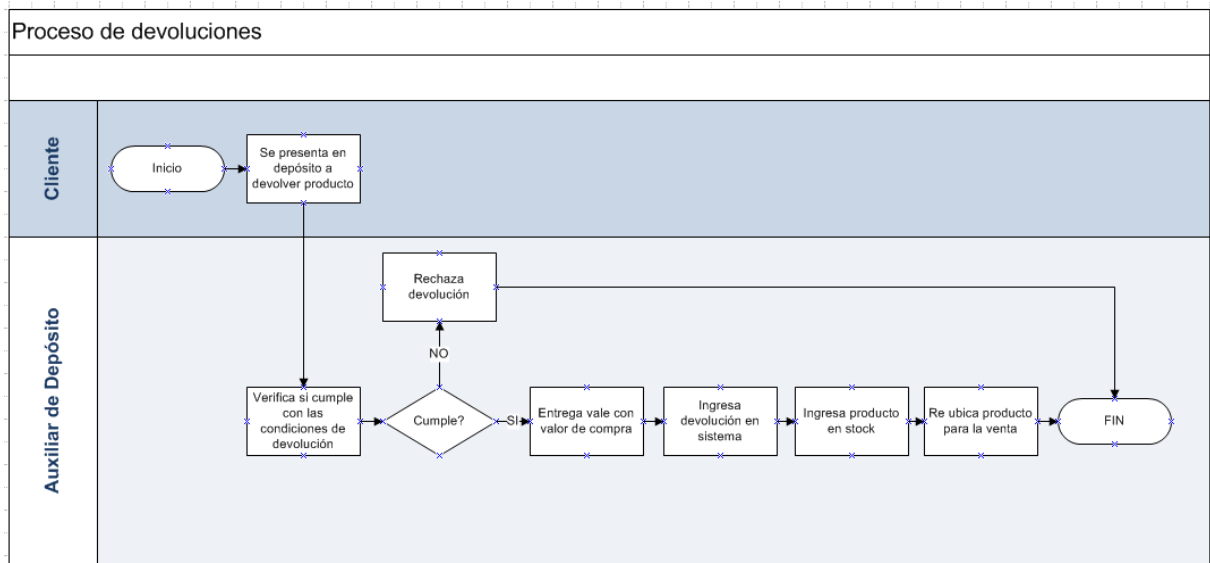 Proceso de devoluciones
Cliente
Inicio
Se presenta en
depósito a
devolver producto
Auxiliar de Depósito
Rechaza
devolución
NO
Verifica si cumple
con las
condiciones de
devolución
Cumple?
SI
Entrega vale con
valor de compra
Ingresa
devolución en
sistema
Ingresa producto
en stock
Re ubica producto
para la venta
FIN